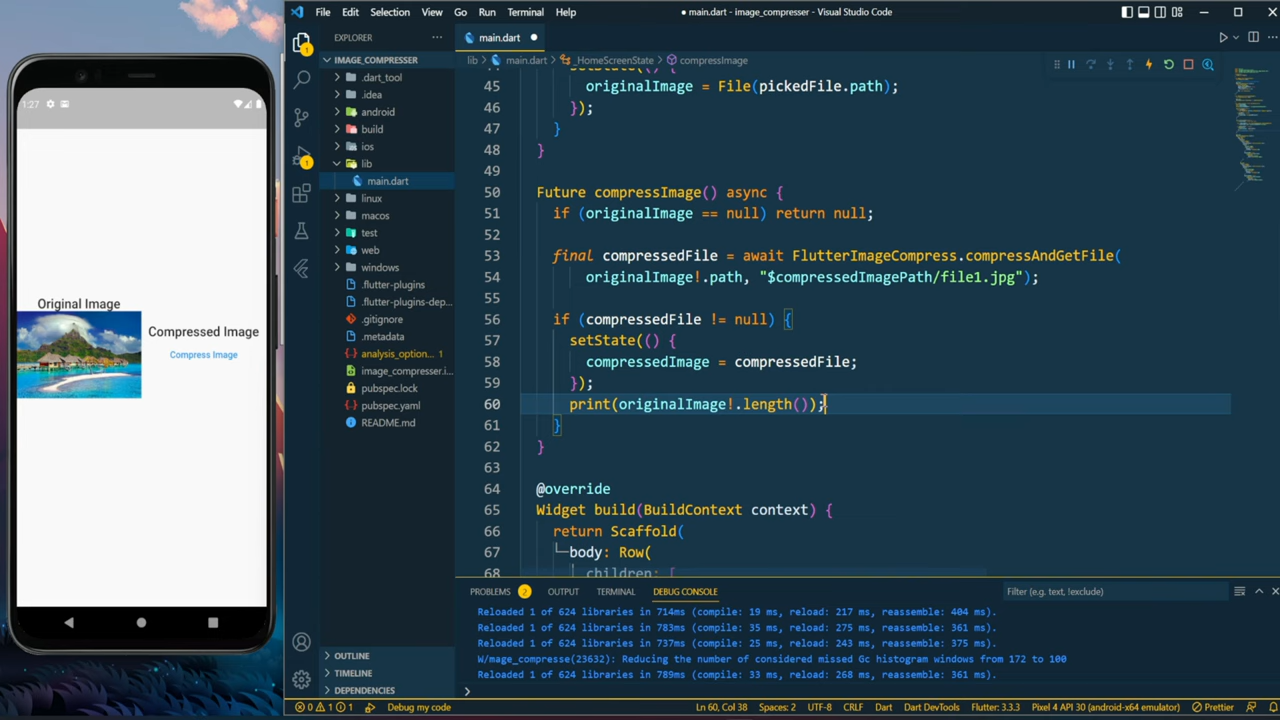 File Edit Selection View Go Run Terminal Help
● main.dart - image_compresser - Visual Studio Code
EXPLORER
IMAGE_COMPRESSER
.dart_tool
.idea
android
build
ios
lib
main.dart
linux
macos
test
web
windows
.flutter-plugins
.flutter-plugins-dep...
.gitignore
.metadata
analysis_option... 1
image_compresser.i...
pubspec.lock
pubspec.yaml
README.md
OUTLINE
TIMELINE
DEPENDENCIES
1:27
Original Image
Compressed Image
Compress Image
main.dart
lib > main.dart > _HomeScreenState > compressImage
setState(() {
45 originalImage = File(pickedFile.path);
46 });
47 }
48 }
49
50 Future compressImage() async {
51 if (originalImage == null) return null;
52
53 final compressedFile = await FlutterImageCompress.compressAndGetFile(
54 originalImage!.path, "$compressedImagePath/file1.jpg");
55
56 if (compressedFile != null) {
57 setState(() {
58 compressedImage = compressedFile;
59 });
60 print(originalImage!.length());
61 }
62 }
63
64 @override
65 Widget build(BuildContext context) {
66 return Scaffold(
67 body: Row(
68 children: [
PROBLEMS 2 OUTPUT TERMINAL DEBUG CONSOLE
Filter (e.g. text, !exclude)
Reloaded 1 of 624 libraries in 714ms (compile: 19 ms, reload: 217 ms, reassemble: 404 ms).
Reloaded 1 of 624 libraries in 783ms (compile: 35 ms, reload: 275 ms, reassemble: 361 ms).
Reloaded 1 of 624 libraries in 737ms (compile: 25 ms, reload: 243 ms, reassemble: 375 ms).
W/mage_compresse(23632): Reducing the number of considered missed Gc histogram windows from 172 to 100
Reloaded 1 of 624 libraries in 789ms (compile: 33 ms, reload: 268 ms, reassemble: 361 ms).
0 1 1 Debug my code
Ln 60, Col 38 Spaces: 2 UTF-8 CRLF Dart Dart DevTools Flutter: 3.3.3 Pixel 4 API 30 (android-x64 emulator) Prettier